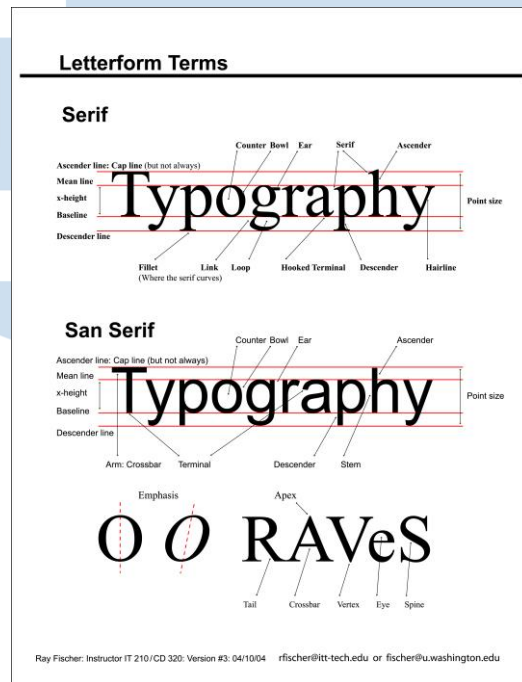 Letterform Terms
Serif
Counter Bowl Ear Serif Ascender
Ascender line: Cap line (but not always)
Mean line
x-height
Baseline
Descender line
Typography
Point size
Fillet
(Where the serif curves)
Link Loop Hooked Terminal Descender Hairline
San Serif
Counter Bowl Ear Ascender
Ascender line: Cap line (but not always)
Mean line
x-height
Baseline
Descender line
Typography
Point size
Arm: Crossbar Terminal Descender Stem
Emphasis Apex
O O RAVeS
Tail Crossbar Vertex Eye Spine
Ray Fischer: Instructor IT 210/CD 320: Version #3: 04/10/04 rfischer@itt-tech.edu or fischer@u.washington.edu